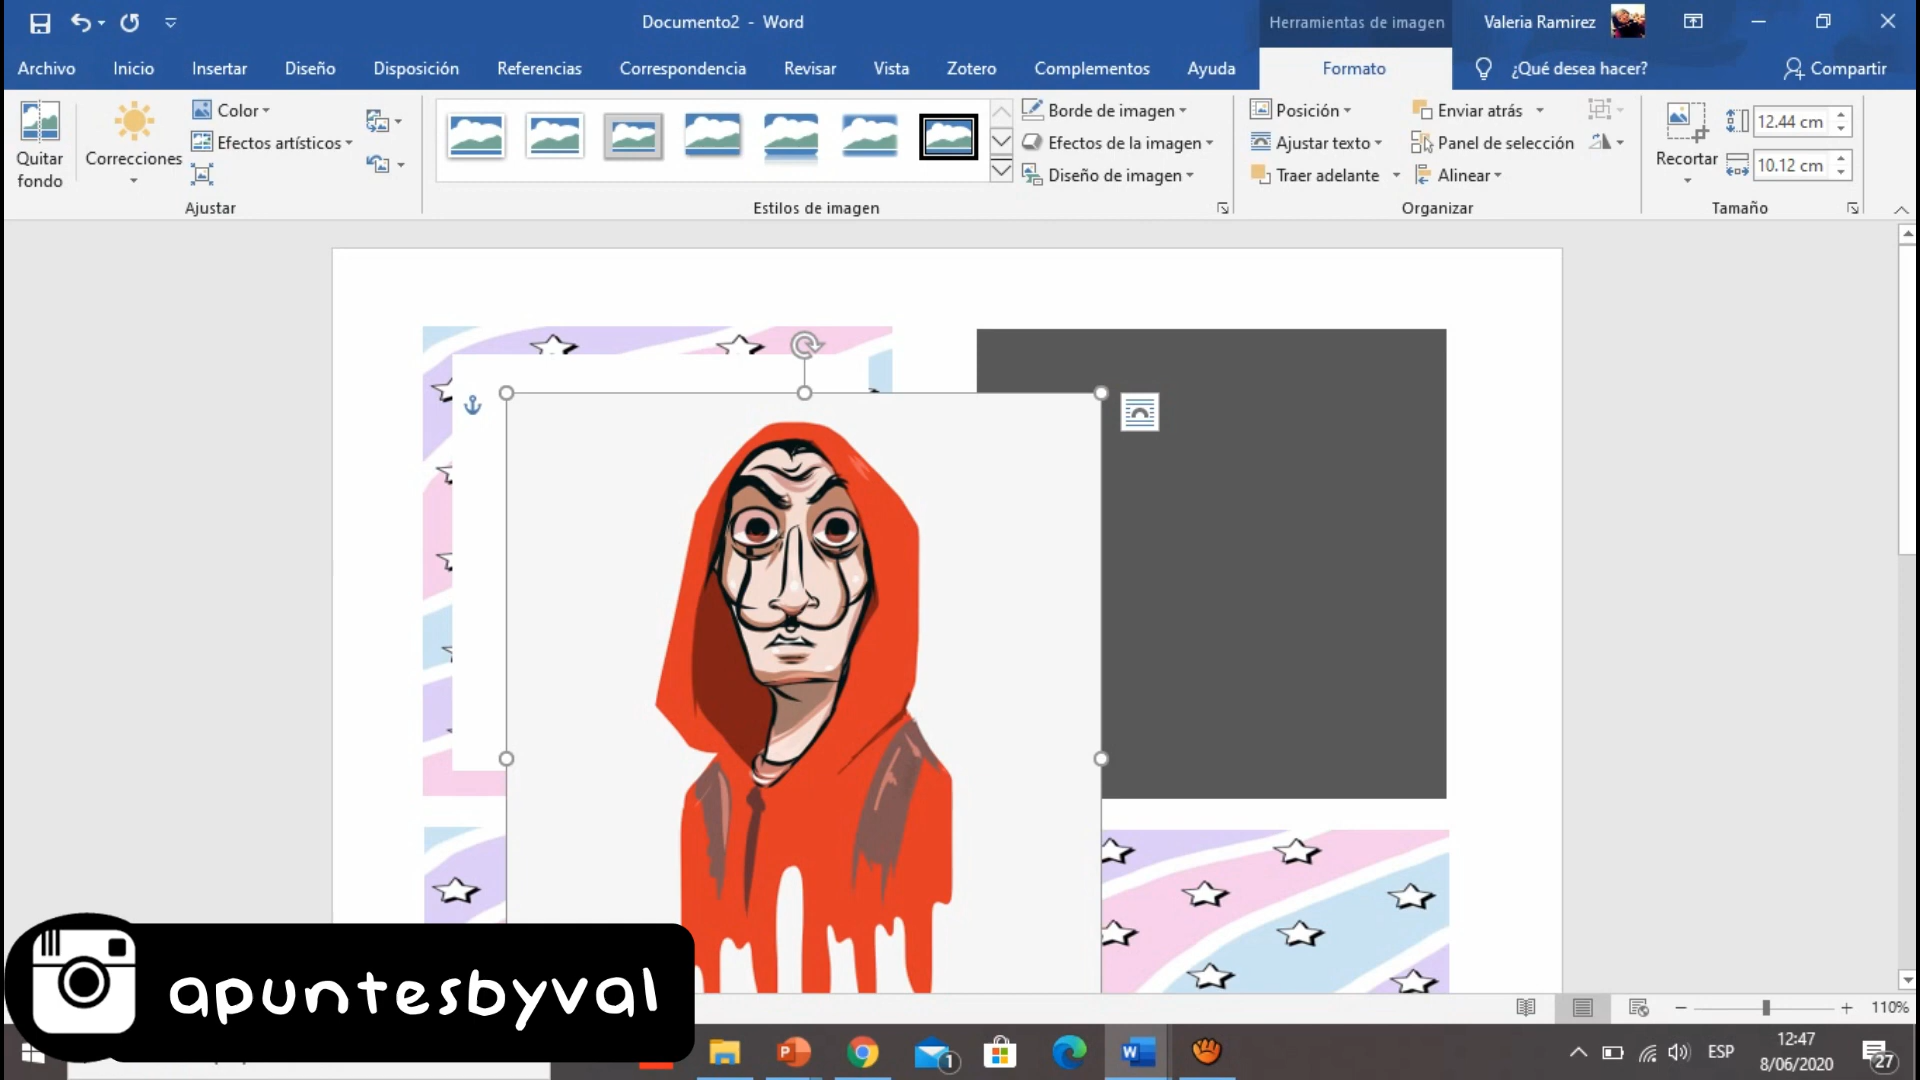 Documento2 - Word
Herramientas de imagen
Valeria Ramirez
Archivo Inicio Insertar Diseño Disposición Referencias Correspondencia Revisar Vista Zotero Complementos Ayuda Formato ¿Qué desea hacer? Compartir
Quitar fondo
Correcciones
Color
Efectos artísticos
Ajustar
Estilos de imagen
Borde de imagen
Efectos de la imagen
Diseño de imagen
Posición
Ajustar texto
Traer adelante
Enviar atrás
Panel de selección
Alinear
Organizar
Recortar
12.44 cm
10.12 cm
Tamaño
apuntesbyval
110%
1
ESP
12:47
8/06/2020
27